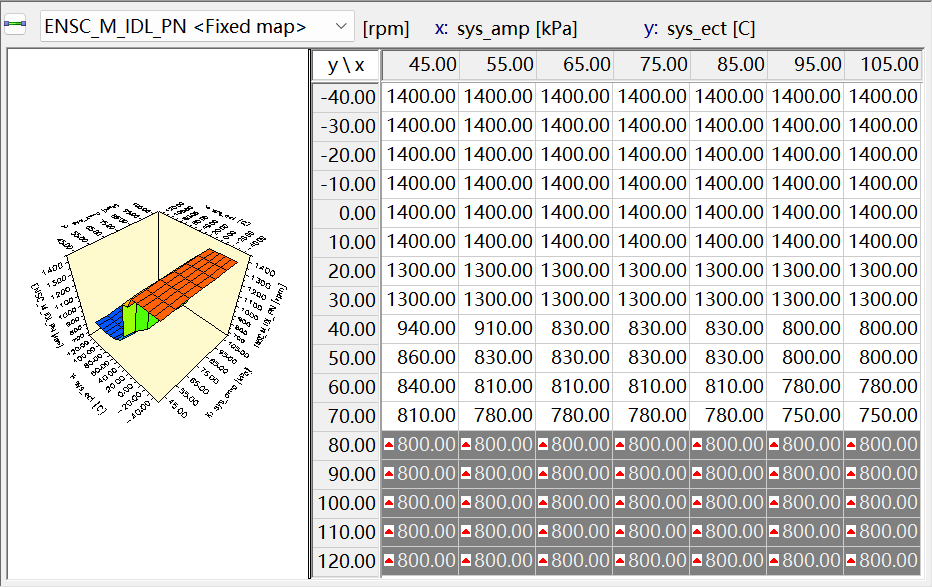 ENSC_M_IDL_PN <Fixed map> [rpm] x: sys_amp [kPa] y: sys_ect [C]
y \ x 45.00 55.00 65.00 75.00 85.00 95.00 105.00
-40.00 1400.00 1400.00 1400.00 1400.00 1400.00 1400.00 1400.00
-30.00 1400.00 1400.00 1400.00 1400.00 1400.00 1400.00 1400.00
-20.00 1400.00 1400.00 1400.00 1400.00 1400.00 1400.00 1400.00
-10.00 1400.00 1400.00 1400.00 1400.00 1400.00 1400.00 1400.00
0.00 1400.00 1400.00 1400.00 1400.00 1400.00 1400.00 1400.00
10.00 1400.00 1400.00 1400.00 1400.00 1400.00 1400.00 1400.00
20.00 1300.00 1300.00 1300.00 1300.00 1300.00 1300.00 1300.00
30.00 1300.00 1300.00 1300.00 1300.00 1300.00 1300.00 1300.00
40.00 940.00 910.00 830.00 830.00 830.00 800.00 800.00
50.00 860.00 830.00 830.00 830.00 830.00 800.00 800.00
60.00 840.00 810.00 810.00 810.00 810.00 780.00 780.00
70.00 810.00 780.00 780.00 780.00 780.00 750.00 750.00
80.00 800.00 800.00 800.00 800.00 800.00 800.00 800.00
90.00 800.00 800.00 800.00 800.00 800.00 800.00 800.00
100.00 800.00 800.00 800.00 800.00 800.00 800.00 800.00
110.00 800.00 800.00 800.00 800.00 800.00 800.00 800.00
120.00 800.00 800.00 800.00 800.00 800.00 800.00 800.00